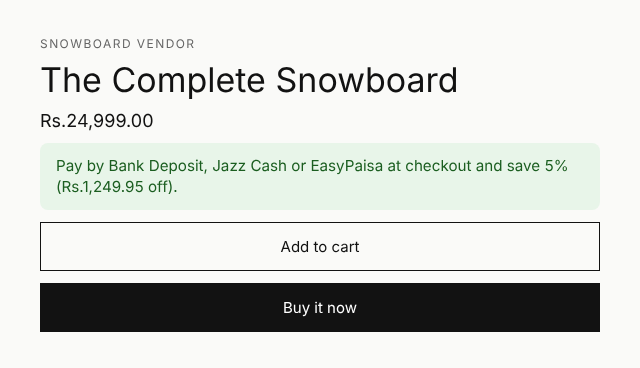 SNOWBOARD VENDOR
The Complete Snowboard
Rs.24,999.00
Pay by Bank Deposit, Jazz Cash or EasyPaisa at checkout and save 5%
(Rs.1,249.95 off).
Add to cart
Buy it now